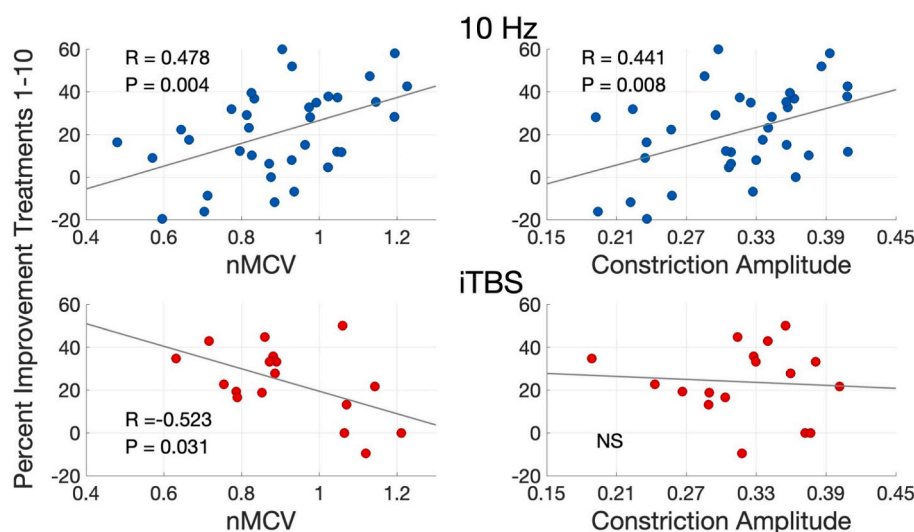 10 Hz
Percent Improvement Treatments 1-10
60
40
20
0
-20
R = 0.478
P = 0.004
0.4
0.6
0.8
1
1.2
nMCV
60
40
20
0
-20
R = 0.441
P = 0.008
0.15
0.27
0.33
0.39
0.45
Constriction Amplitude
iTBS
60
40
20
0
-20
R =-0.523
P = 0.031
0.4
0.6
0.8
1
1.2
nMCV
60
40
20
0
-20
NS
0.15
0.27
0.33
0.39
0.45
Constriction Amplitude